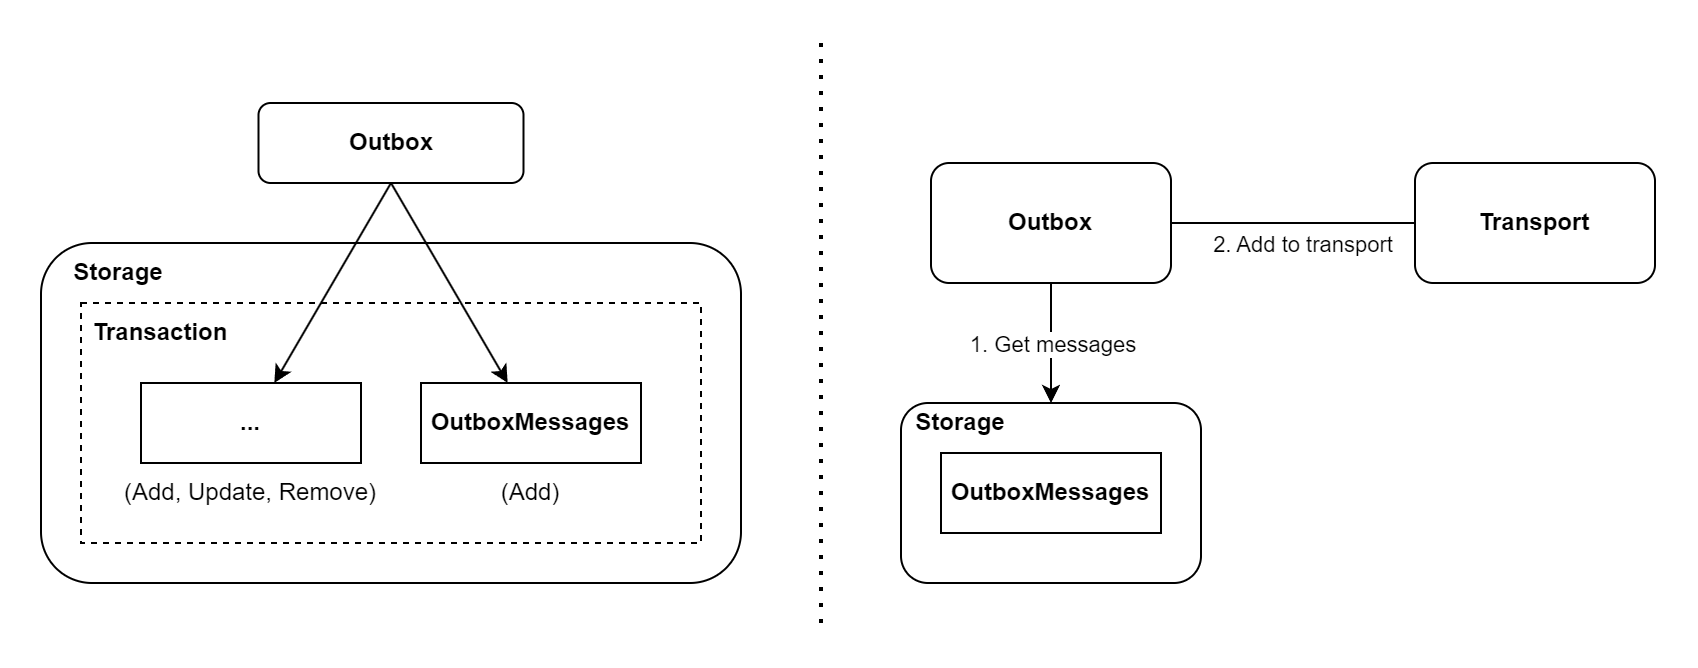 Outbox
Storage
Transaction
...
OutboxMessages
(Add, Update, Remove)
(Add)
Outbox
2. Add to transport
Transport
1. Get messages
Storage
OutboxMessages